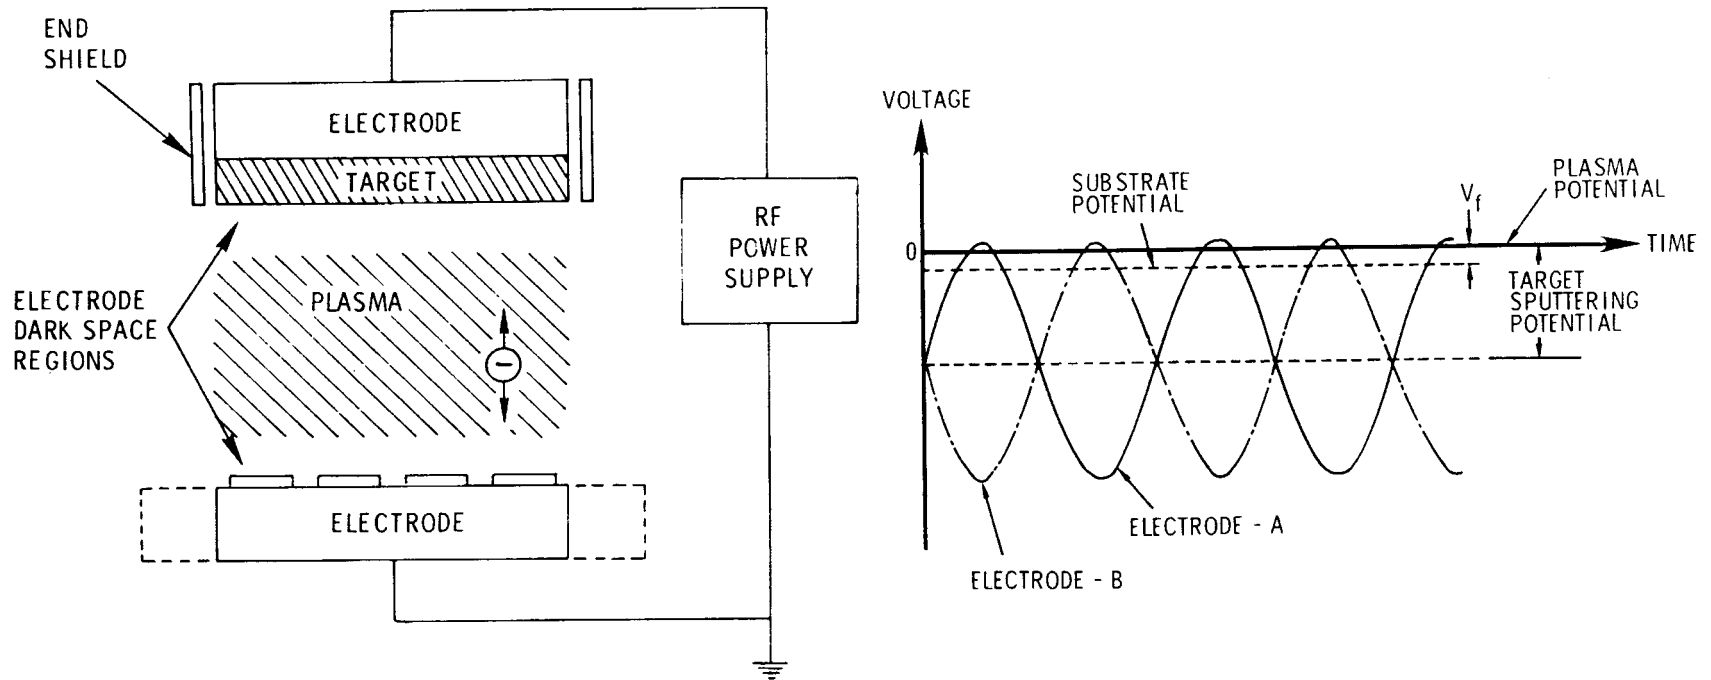 END
SHIELD
ELECTRODE
TARGET
ELECTRODE
DARK SPACE
REGIONS
PLASMA
−
ELECTRODE
RF
POWER
SUPPLY
VOLTAGE
SUBSTRATE
POTENTIAL
Vf
PLASMA
POTENTIAL
0
TIME
TARGET
SPUTTERING
POTENTIAL
ELECTRODE - A
ELECTRODE - B